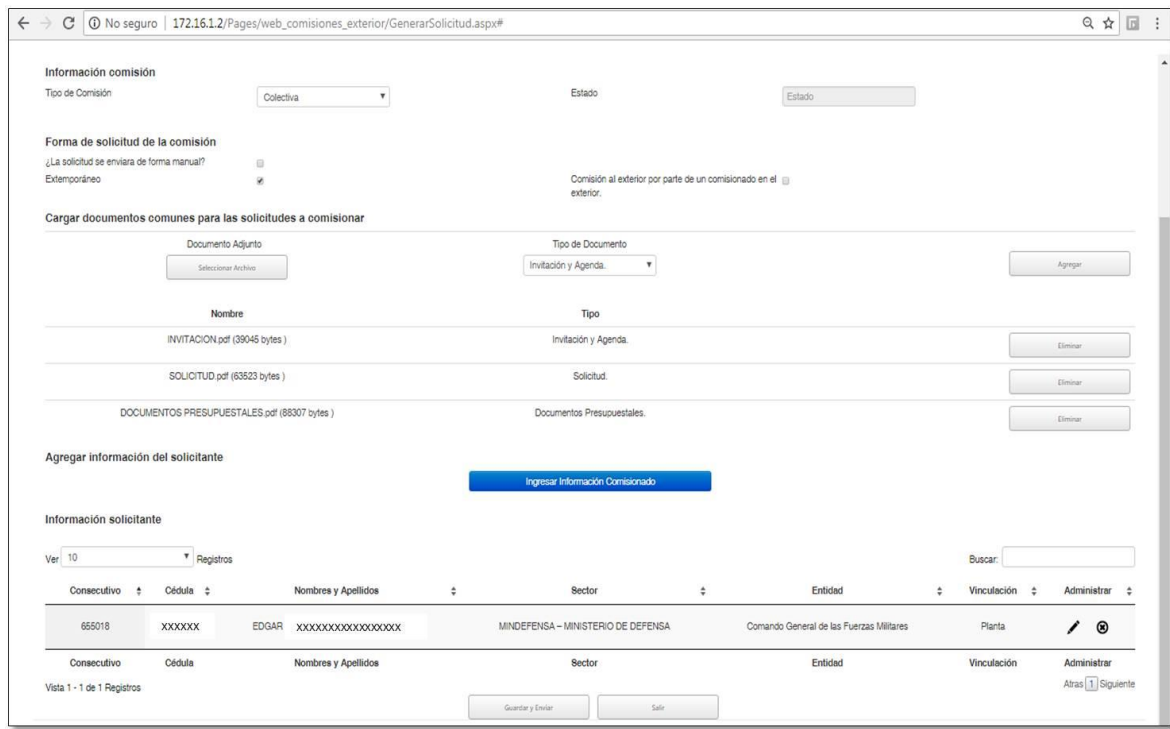 No seguro | 172.16.1.2/Pages/web_comisiones_exterior/GenerarSolicitud.aspx#
Información comisión
Tipo de Comisión Colectiva Estado Estado
Forma de solicitud de la comisión
¿La solicitud se enviara de forma manual?
Extemporáneo Comisión al exterior por parte de un comisionado en el
exterior.
Cargar documentos comunes para las solicitudes a comisionar
Documento Adjunto Tipo de Documento
Seleccionar Archivo Invitación y Agenda. Agregar
Nombre Tipo
INVITACION.pdf (39045 bytes ) Invitación y Agenda. Eliminar
SOLICITUD.pdf (63523 bytes ) Solicitud. Eliminar
DOCUMENTOS PRESUPUESTALES.pdf (88307 bytes ) Documentos Presupuestales. Eliminar
Agregar información del solicitante
Ingresar Información Comisionado
Información solicitante
Ver 10 Registros Buscar:
Consecutivo Cédula Nombres y Apellidos Sector Entidad Vinculación Administrar
655018 XXXXXX EDGAR XXXXXXXXXXXXXXXXX MINDEFENSA – MINISTERIO DE DEFENSA Comando General de las Fuerzas Militares Planta
Consecutivo Cédula Nombres y Apellidos Sector Entidad Vinculación Administrar
Vista 1 - 1 de 1 Registros Atras 1 Siguiente
Guardar y Enviar Salir